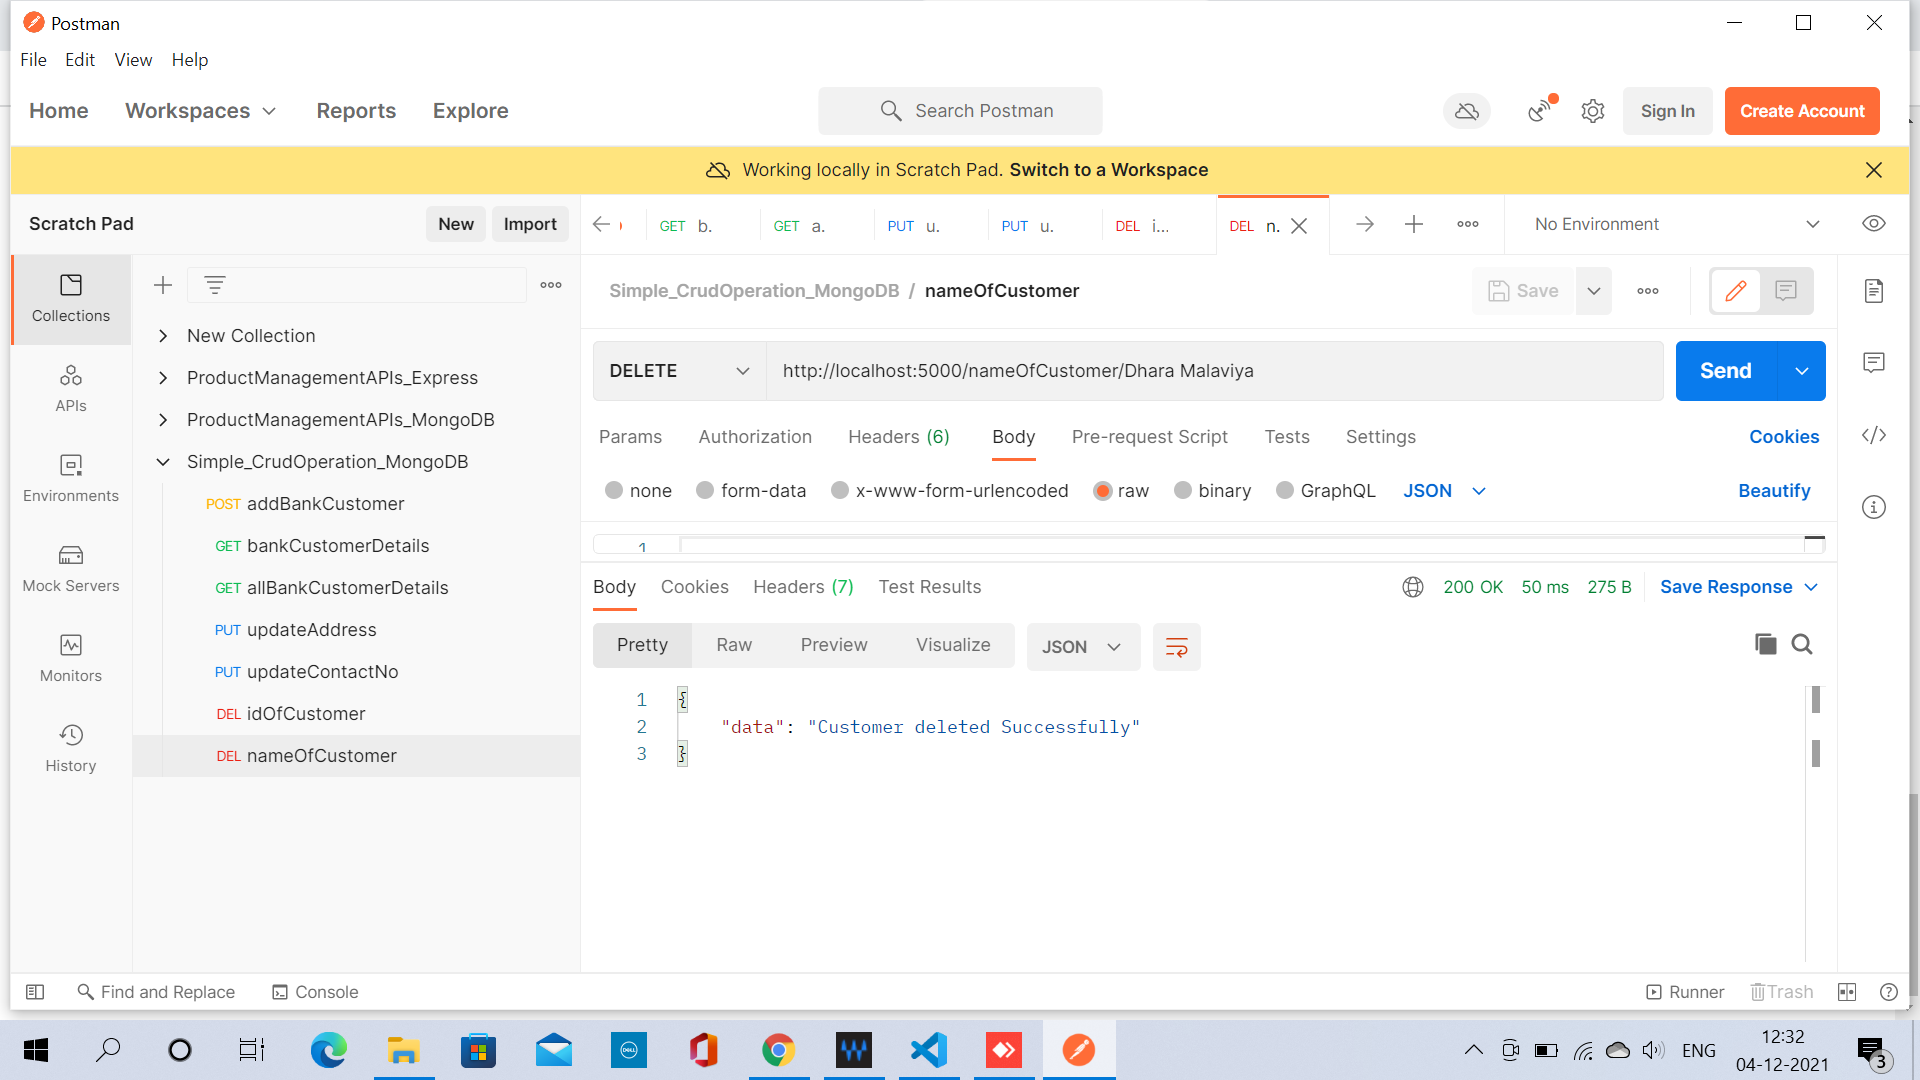 Postman
File Edit View Help
Home Workspaces Reports Explore Search Postman Sign In Create Account
Working locally in Scratch Pad. Switch to a Workspace
Scratch Pad New Import
GET b. GET a. PUT u. PUT u. DEL i... DEL n. No Environment
Collections
APIs
Environments
Mock Servers
Monitors
History
New Collection
ProductManagementAPIs_Express
ProductManagementAPIs_MongoDB
Simple_CrudOperation_MongoDB
POST addBankCustomer
GET bankCustomerDetails
GET allBankCustomerDetails
PUT updateAddress
PUT updateContactNo
DEL idOfCustomer
DEL nameOfCustomer
Simple_CrudOperation_MongoDB / nameOfCustomer Save
DELETE http://localhost:5000/nameOfCustomer/Dhara Malaviya Send
Params Authorization Headers (6) Body Pre-request Script Tests Settings Cookies
none form-data x-www-form-urlencoded raw binary GraphQL JSON Beautify
1
Body Cookies Headers (7) Test Results 200 OK 50 ms 275 B Save Response
Pretty Raw Preview Visualize JSON
1 {
2 "data": "Customer deleted Successfully"
3 }
Find and Replace Console Runner Trash
DELL
ENG 12:32
04-12-2021 3